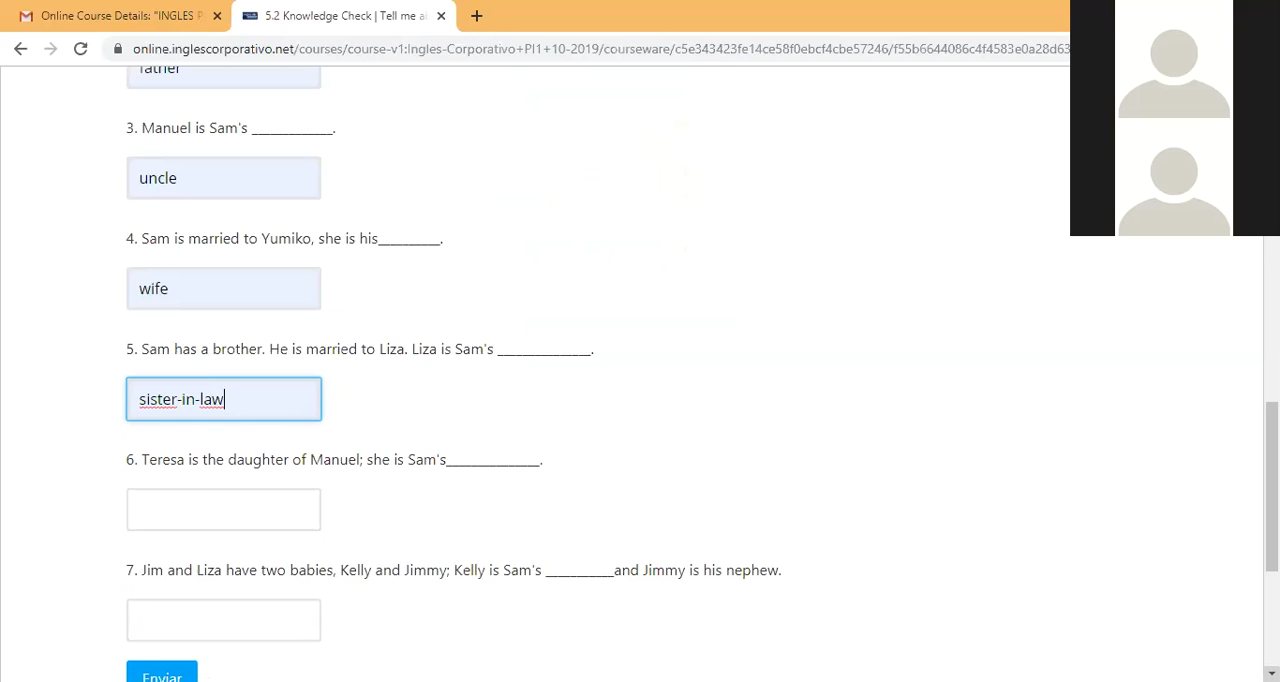 Online Course Details: "INGLES P
5.2 Knowledge Check | Tell me a
online.inglescorporativo.net/courses/course-v1:Ingles-Corporativo+PI1+10-2019/courseware/c5e343423fe14ce58f0ebcf4cbe57246/f55b6644086c4f4583e0a28d63
father
3. Manuel is Sam's _____________.
uncle
4. Sam is married to Yumiko, she is his__________.
wife
5. Sam has a brother. He is married to Liza. Liza is Sam's _______________.
sister-in-law
6. Teresa is the daughter of Manuel; she is Sam's_______________.
7. Jim and Liza have two babies, Kelly and Jimmy; Kelly is Sam's ___________and Jimmy is his nephew.
Enviar